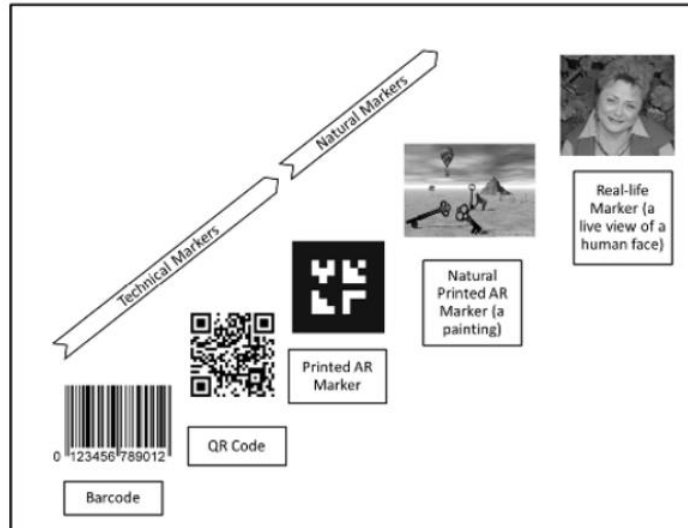 Natural Markers
Technical Markers
Real-life
Marker (a
live view of a
human face)
Natural
Printed AR
Marker (a
painting)
Printed AR
Marker
QR Code
0 123456 789012
Barcode